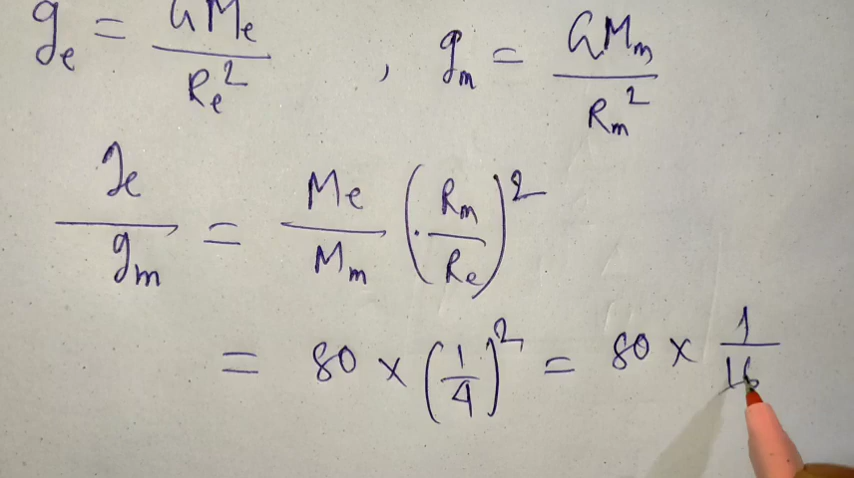 g_e = GM_e / R_e^2 , g_m = GM_m / R_m^2
g_e / g_m = M_e / M_m (R_m / R_e)^2
= 80 × (1/4)^2 = 80 × 1/16